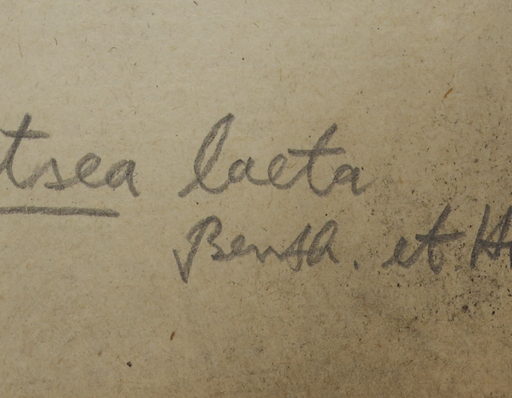 tsea laeta
Benth. et H